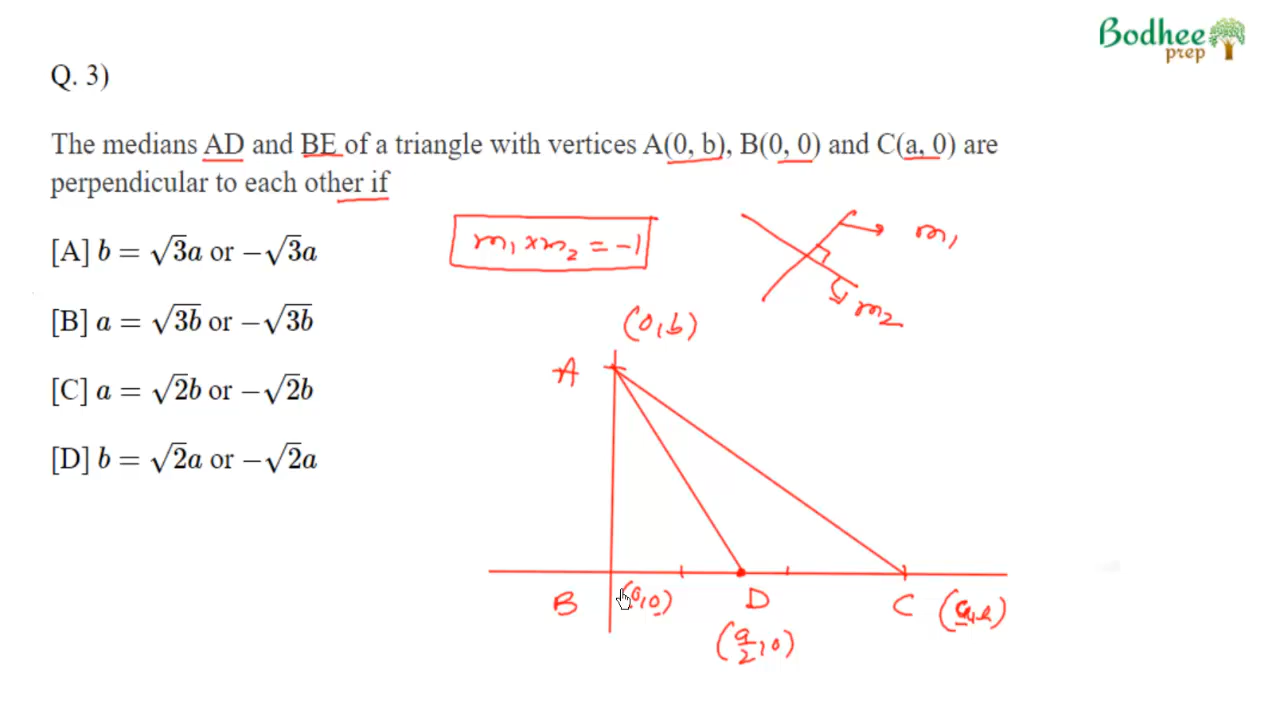 Bodhee
prep
Q. 3)
The medians AD and BE of a triangle with vertices A(0, b), B(0, 0) and C(a, 0) are
perpendicular to each other if
[A] b = √3a or −√3a
m₁ × m₂ = −1
m₁
[B] a = √3b or −√3b
m₂
(0, b)
[C] a = √2b or −√2b
A
[D] b = √2a or −√2a
B (0,0) D C
(a/2, 0)